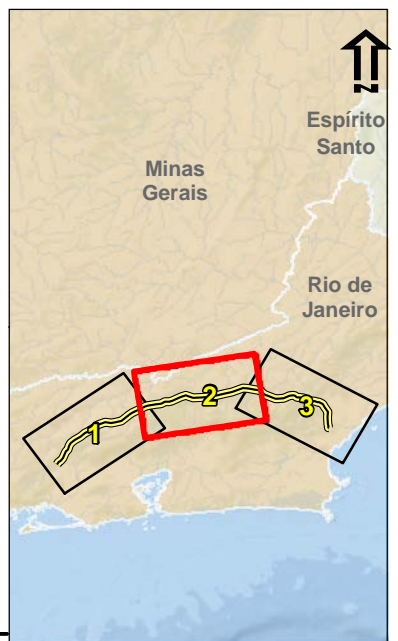 N
Espírito
Santo
Minas
Gerais
Rio de
Janeiro
1
2
3